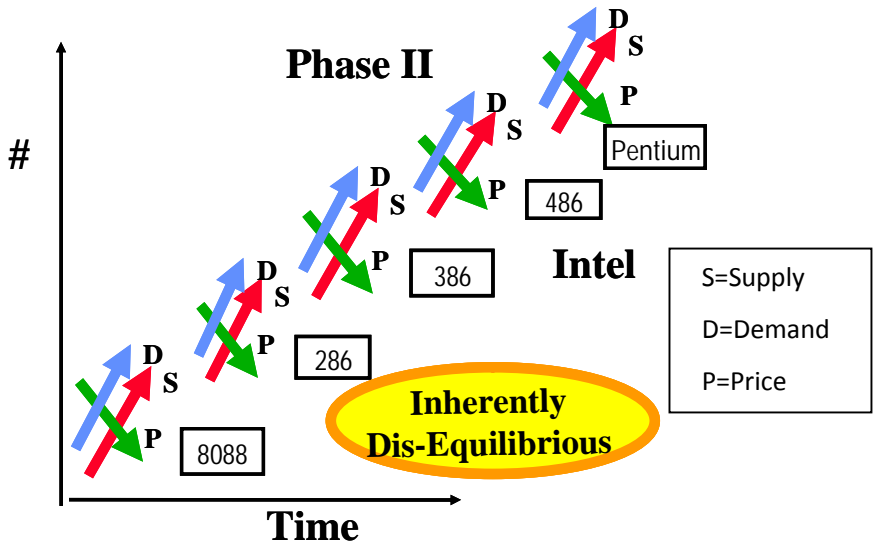 D
S
Phase II
P
D
S
#
Pentium
P
D
486
S
P
386
Intel
D
S
S=Supply
D=Demand
P=Price
P
286
D
S
Inherently
Dis-Equilibrious
P
8088
Time